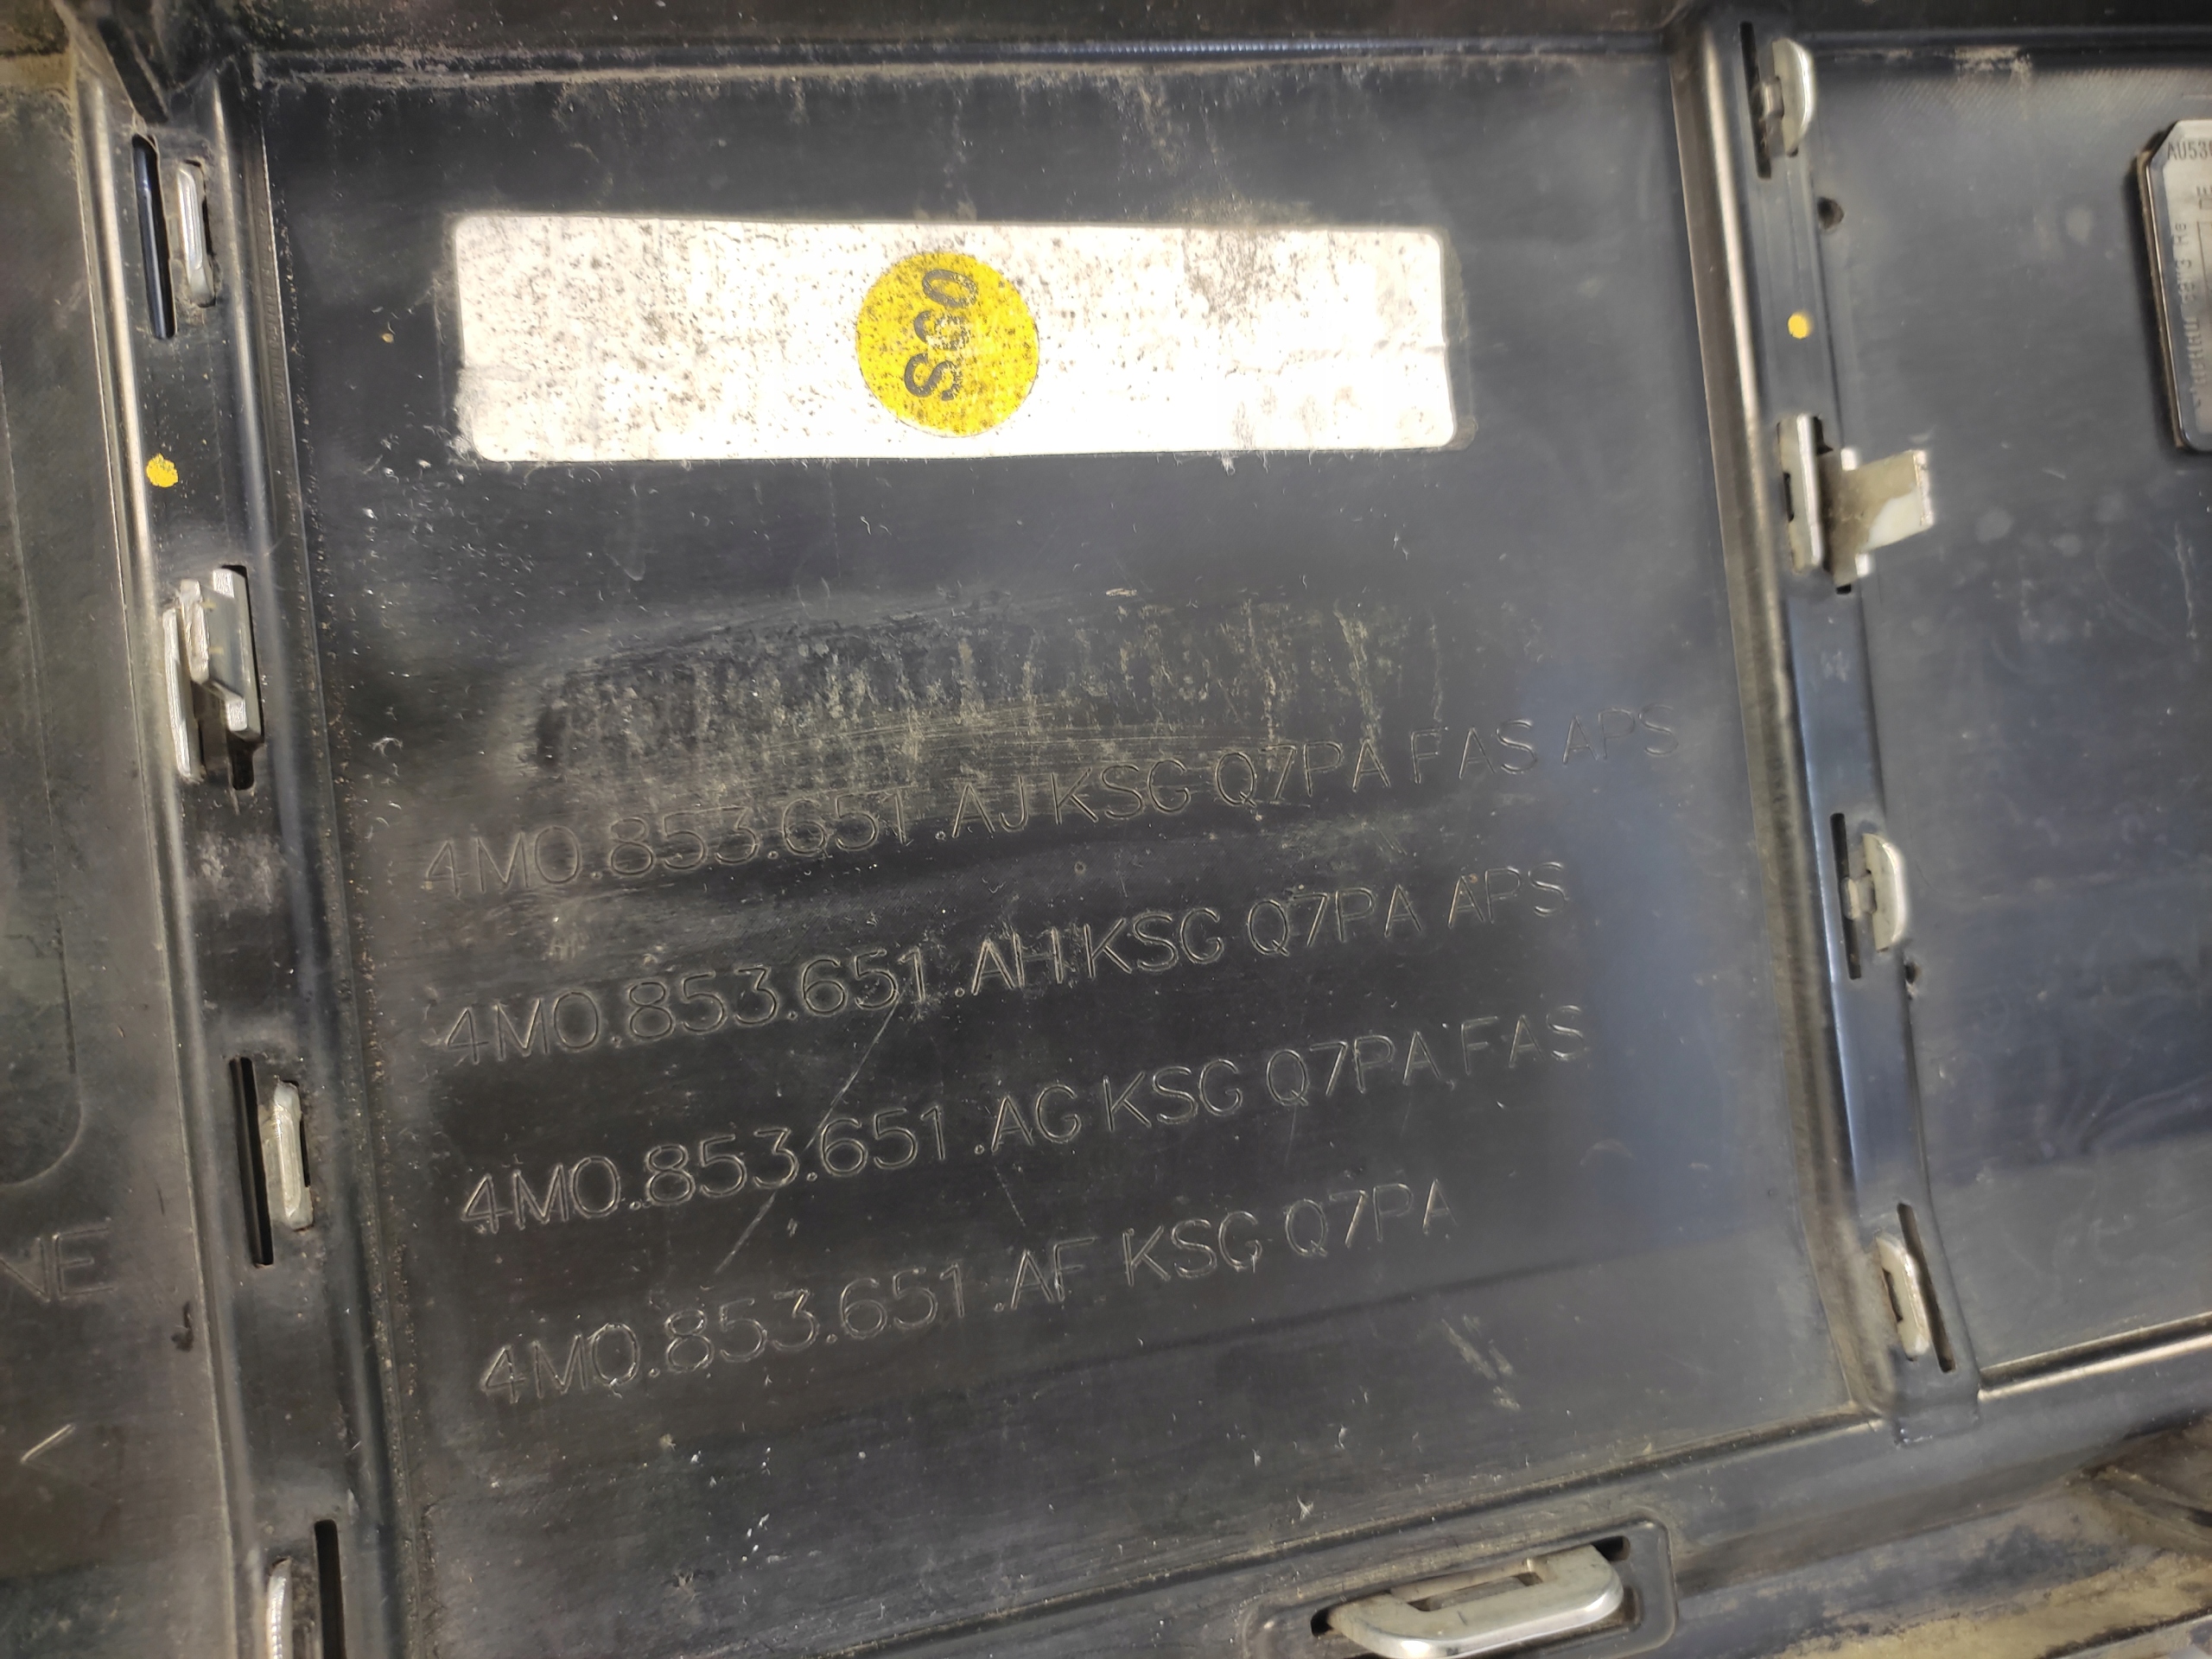 AU53
S60
4M0.853.651.AJ KSG Q7PA FAS APS
4M0.853.651.AH KSG Q7PA APS
4M0.853.651.AG KSG Q7PA FAS
4M0.853.651.AF KSG Q7PA